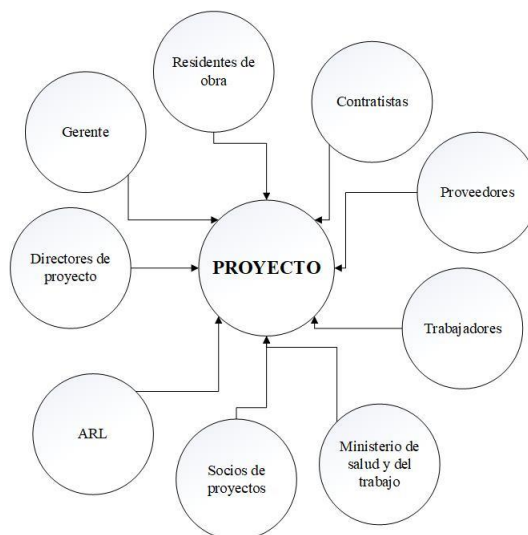 Residentes de
obra
Contratistas
Gerente
Proveedores
Directores de
proyecto
PROYECTO
Trabajadores
ARL
Socios de
proyectos
Ministerio de
salud y del
trabajo